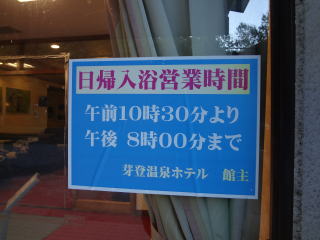 日帰入浴営業時間
午前10時30分より
午後 8時00分まで
芽登温泉ホテル 館主